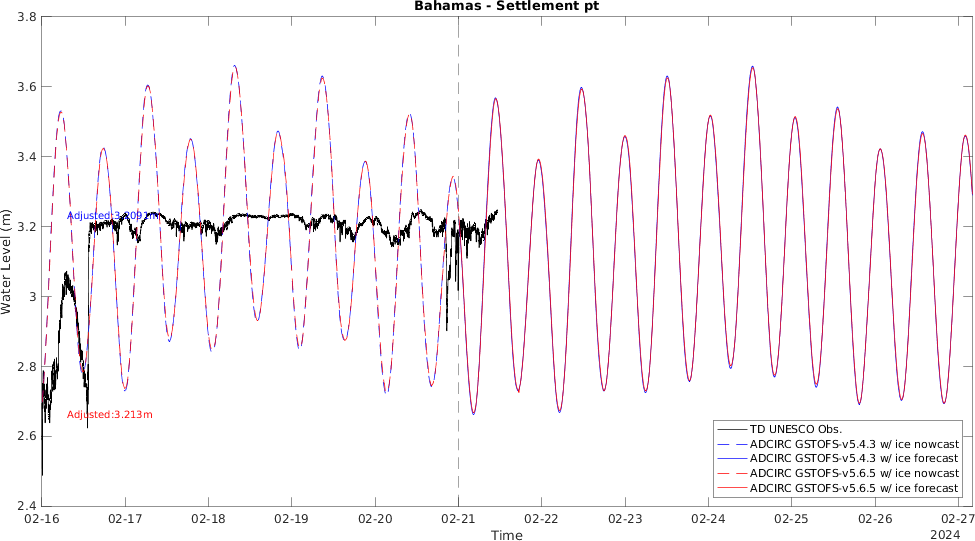 Bahamas - Settlement pt
Water Level (m)
3.8
3.6
3.4
3.2
3
2.8
2.6
2.4
Adjusted:3.2091m
Adjusted:3.213m
TD UNESCO Obs.
ADCIRC GSTOFS-v5.4.3 w/ ice nowcast
ADCIRC GSTOFS-v5.4.3 w/ ice forecast
ADCIRC GSTOFS-v5.6.5 w/ ice nowcast
ADCIRC GSTOFS-v5.6.5 w/ ice forecast
02-16 02-17 02-18 02-19 02-20 02-21 02-22 02-23 02-24 02-25 02-26 02-27
Time
2024